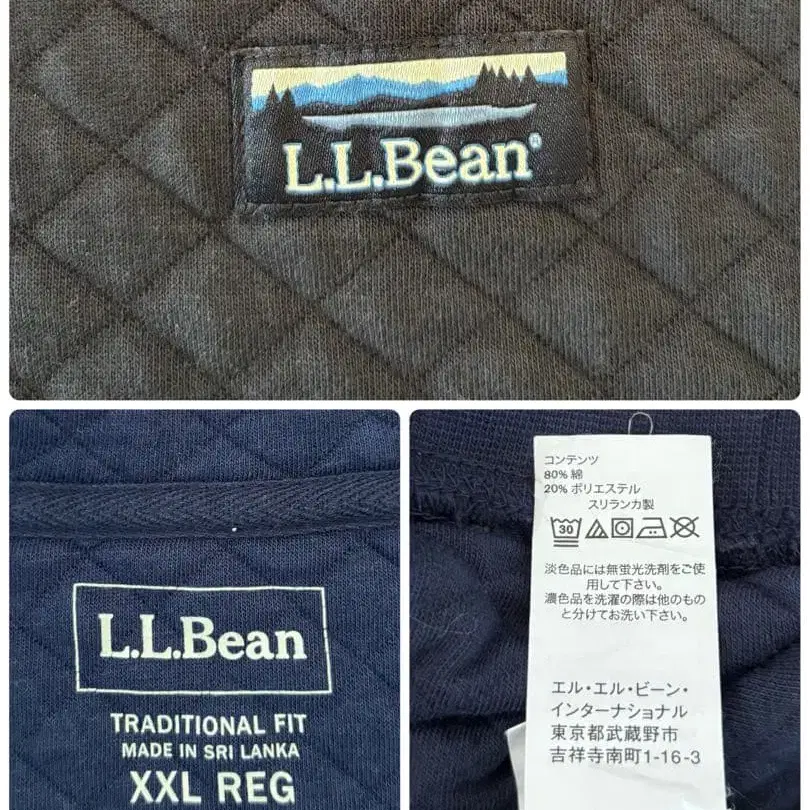 L.L.Bean®
L.L.Bean
TRADITIONAL FIT
MADE IN SRI LANKA
XXL REG
コンテンツ
80% 綿
20% ポリエステル
スリランカ製
30
淡色品には無蛍光洗剤をご使
用して下さい。
濃色品を洗濯の際は他のもの
と分けてお洗い下さい。
エル・エル・ビーン・
インターナショナル
東京都武蔵野市
吉祥寺南町1-16-3